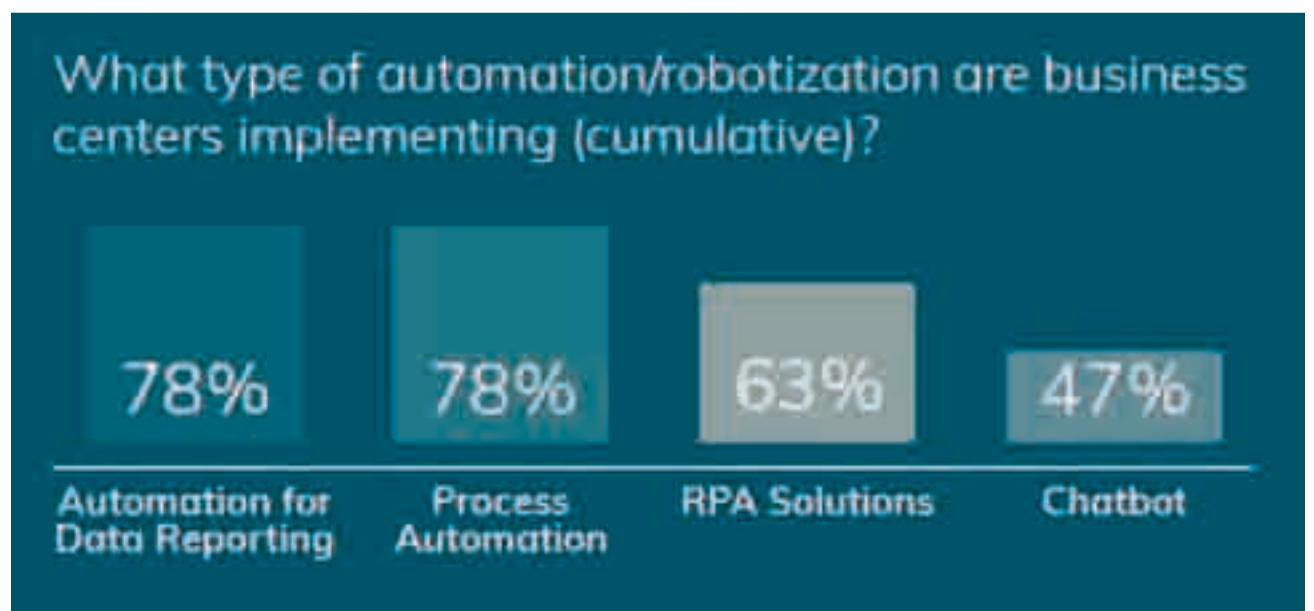 What type of automation/robotization are business
centers implementing (cumulative)?
78%
78%
63%
47%
Automation for
Data Reporting
Process
Automation
RPA Solutions
Chatbot